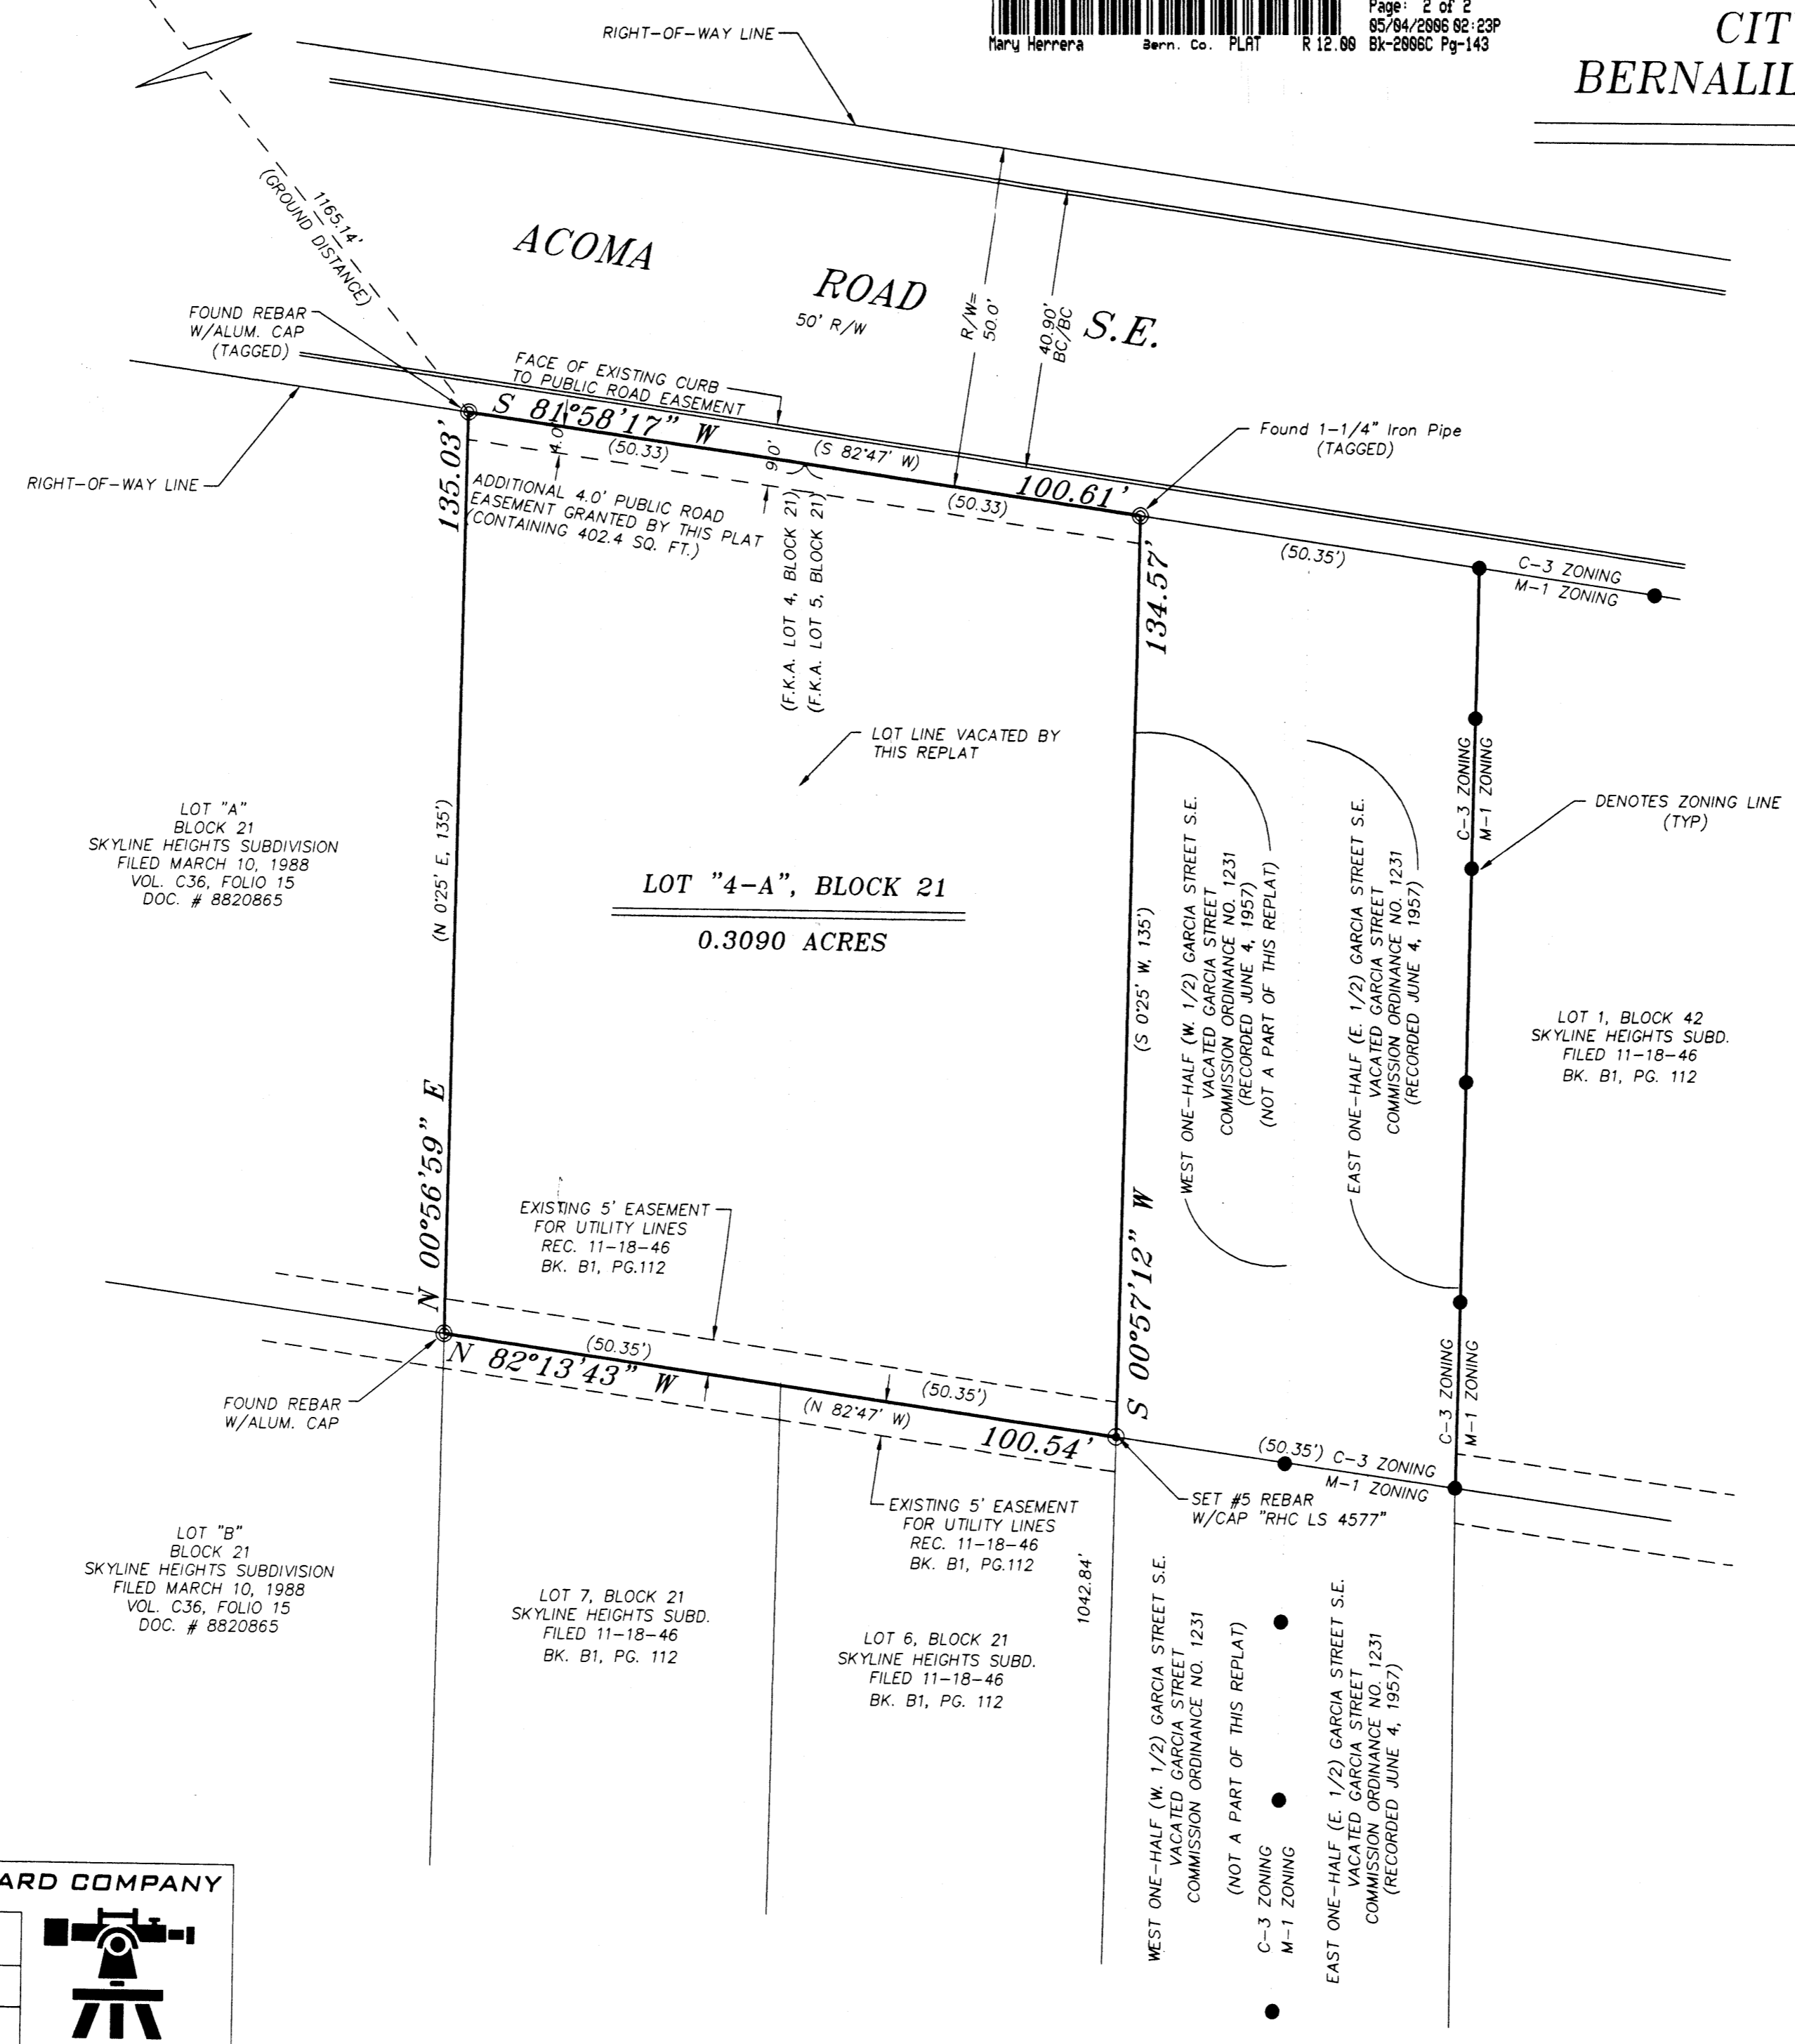 RIGHT-OF-WAY LINE
Mary Herrera Bern. Co. PLAT R 12.00
Page: 2 of 2
05/04/2006 02:23P
Bk-2006C Pg-143
CIT
BERNALIL
1165.14'
(GROUND DISTANCE)
ACOMA ROAD S.E.
50' R/W
R/W=
50.0'
40.90'
BC/BC
FOUND REBAR
W/ALUM. CAP
(TAGGED)
FACE OF EXISTING CURB
TO PUBLIC ROAD EASEMENT
S 81°58'17" W
100.61'
(50.33)
(S 82°47' W)
(50.33)
4.0'
9.0'
Found 1-1/4" Iron Pipe
(TAGGED)
RIGHT-OF-WAY LINE
135.03'
ADDITIONAL 4.0' PUBLIC ROAD
EASEMENT GRANTED BY THIS PLAT
(CONTAINING 402.4 SQ. FT.)
(F.K.A. LOT 4, BLOCK 21)
(F.K.A. LOT 5, BLOCK 21)
134.57'
(50.35')
C-3 ZONING
M-1 ZONING
LOT LINE VACATED BY
THIS REPLAT
C-3 ZONING
M-1 ZONING
DENOTES ZONING LINE
(TYP)
LOT "A"
BLOCK 21
SKYLINE HEIGHTS SUBDIVISION
FILED MARCH 10, 1988
VOL. C36, FOLIO 15
DOC. # 8820865
(N 0°25' E, 135')
LOT "4-A", BLOCK 21
0.3090 ACRES
(S 0°25' W, 135')
WEST ONE-HALF (W. 1/2) GARCIA STREET S.E.
VACATED GARCIA STREET
COMMISSION ORDINANCE NO. 1231
(RECORDED JUNE 4, 1957)
(NOT A PART OF THIS REPLAT)
EAST ONE-HALF (E. 1/2) GARCIA STREET S.E.
VACATED GARCIA STREET
COMMISSION ORDINANCE NO. 1231
(RECORDED JUNE 4, 1957)
LOT 1, BLOCK 42
SKYLINE HEIGHTS SUBD.
FILED 11-18-46
BK. B1, PG. 112
N 00°56'59" E
S 00°57'12" W
EXISTING 5' EASEMENT
FOR UTILITY LINES
REC. 11-18-46
BK. B1, PG.112
(50.35')
N 82°13'43" W
100.54'
(50.35')
(N 82°47' W)
C-3 ZONING
M-1 ZONING
(50.35')
C-3 ZONING
M-1 ZONING
FOUND REBAR
W/ALUM. CAP
SET #5 REBAR
W/CAP "RHC LS 4577"
EXISTING 5' EASEMENT
FOR UTILITY LINES
REC. 11-18-46
BK. B1, PG.112
1042.84'
LOT "B"
BLOCK 21
SKYLINE HEIGHTS SUBDIVISION
FILED MARCH 10, 1988
VOL. C36, FOLIO 15
DOC. # 8820865
LOT 7, BLOCK 21
SKYLINE HEIGHTS SUBD.
FILED 11-18-46
BK. B1, PG. 112
LOT 6, BLOCK 21
SKYLINE HEIGHTS SUBD.
FILED 11-18-46
BK. B1, PG. 112
WEST ONE-HALF (W. 1/2) GARCIA STREET S.E.
VACATED GARCIA STREET
COMMISSION ORDINANCE NO. 1231
(NOT A PART OF THIS REPLAT)
C-3 ZONING
M-1 ZONING
EAST ONE-HALF (E. 1/2) GARCIA STREET S.E.
VACATED GARCIA STREET
COMMISSION ORDINANCE NO. 1231
(RECORDED JUNE 4, 1957)
ARD COMPANY